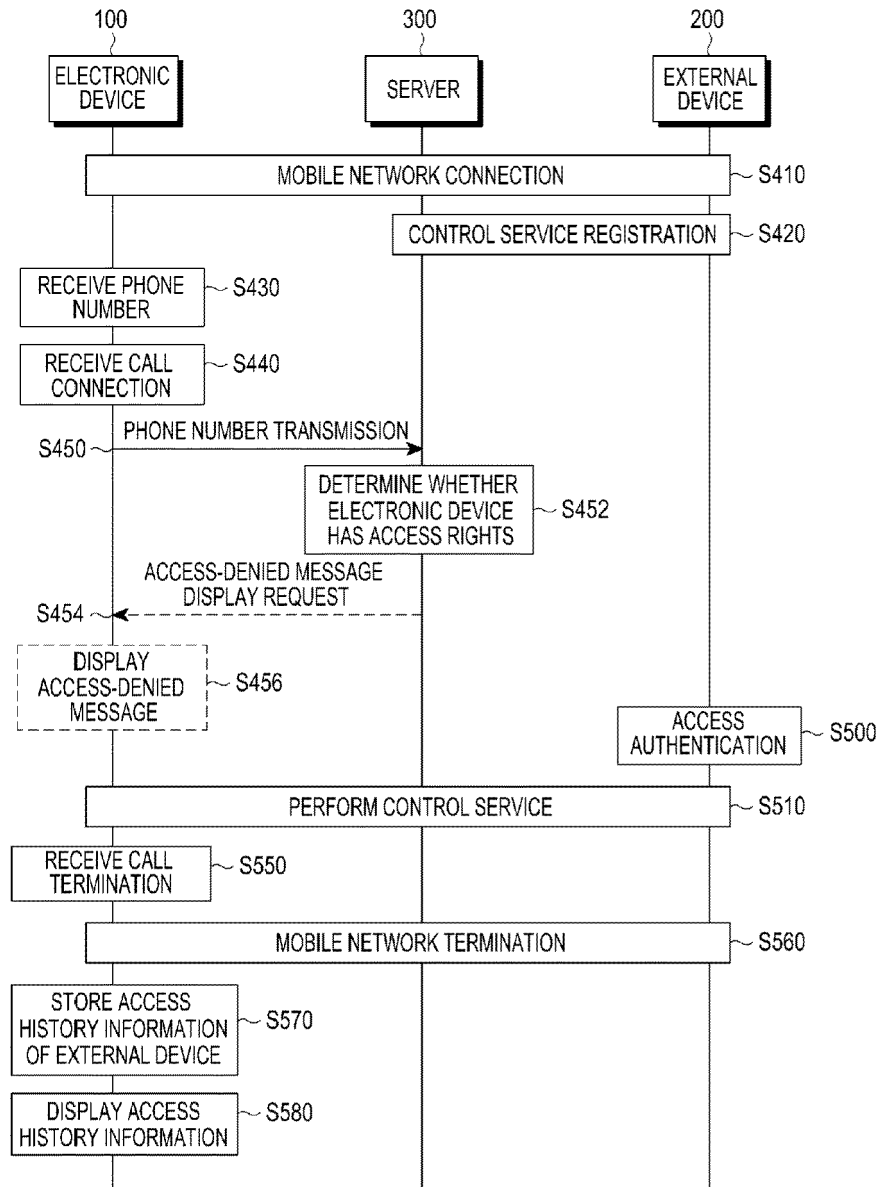 100
300
200
ELECTRONIC
DEVICE
SERVER
EXTERNAL
DEVICE
MOBILE NETWORK CONNECTION
S410
CONTROL SERVICE REGISTRATION
S420
RECEIVE PHONE
NUMBER
S430
RECEIVE CALL
CONNECTION
S440
PHONE NUMBER TRANSMISSION
S450
DETERMINE WHETHER
ELECTRONIC DEVICE
HAS ACCESS RIGHTS
S452
ACCESS-DENIED MESSAGE
DISPLAY REQUEST
S454
DISPLAY
ACCESS-DENIED
MESSAGE
S456
ACCESS
AUTHENTICATION
S500
PERFORM CONTROL SERVICE
S510
RECEIVE CALL
TERMINATION
S550
MOBILE NETWORK TERMINATION
S560
STORE ACCESS
HISTORY INFORMATION
OF EXTERNAL DEVICE
S570
DISPLAY ACCESS
HISTORY INFORMATION
S580